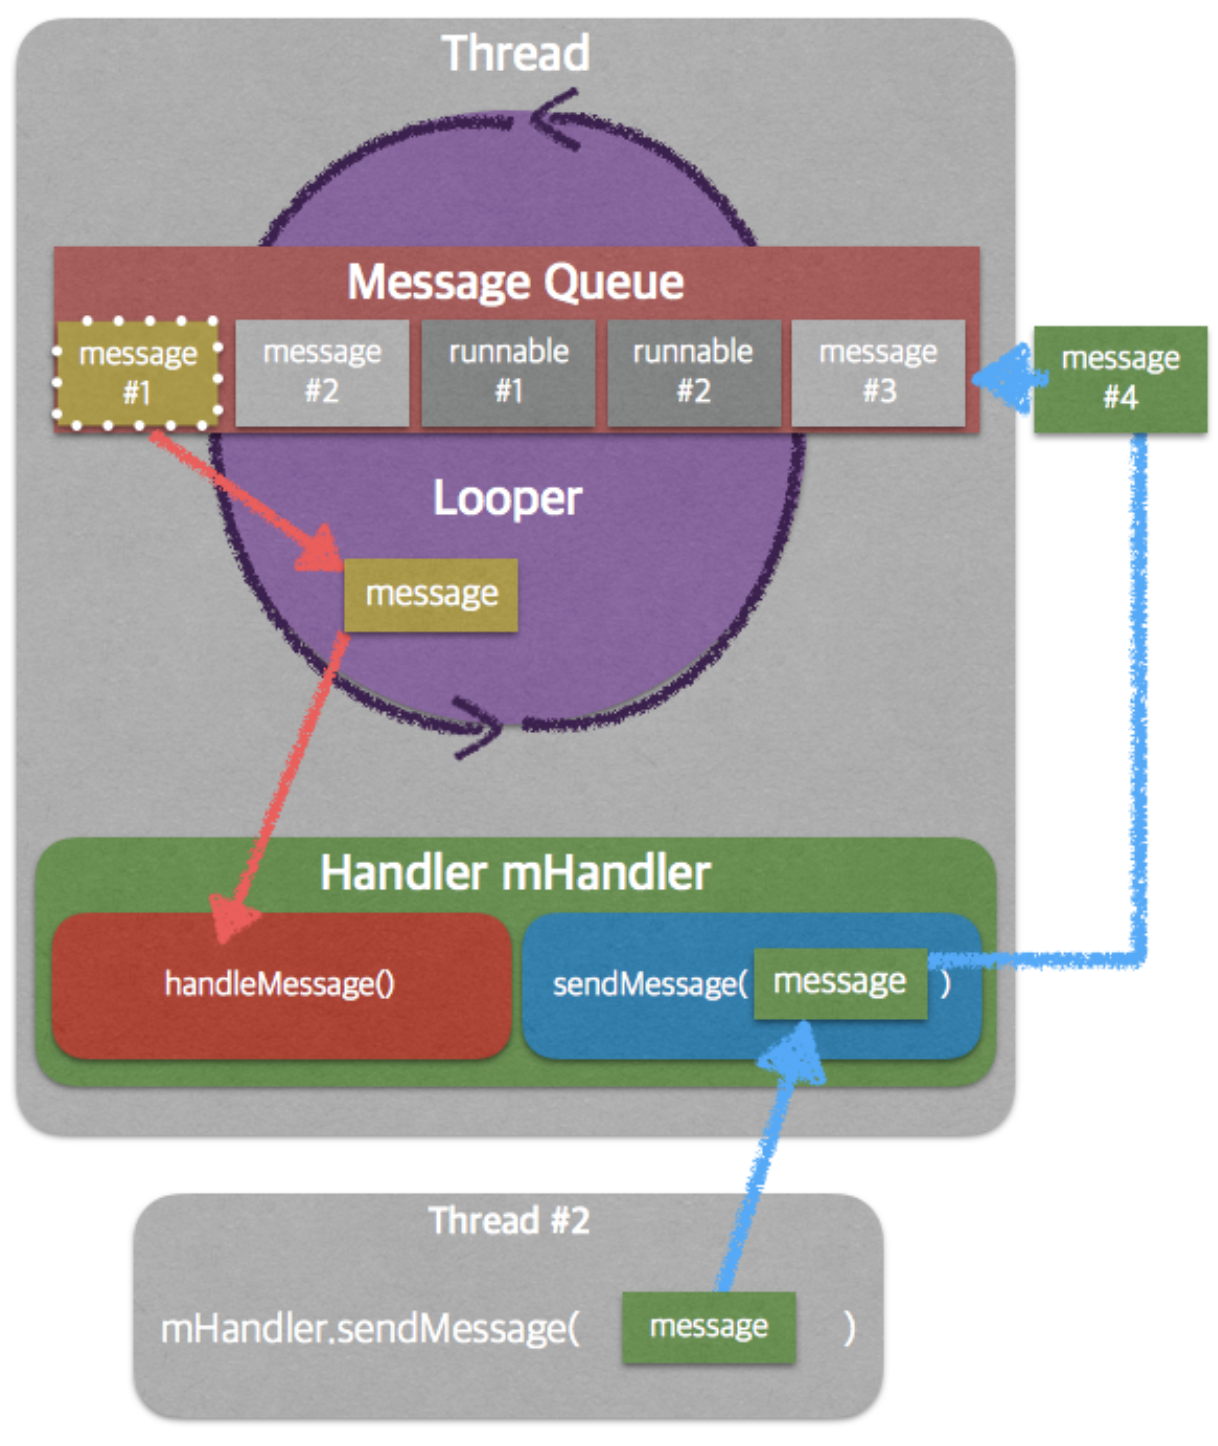 Thread
Message Queue
message
#1
message
#2
runnable
#1
runnable
#2
message
#3
message
#4
Looper
message
Handler mHandler
handleMessage()
sendMessage( message )
Thread #2
mHandler.sendMessage( message )